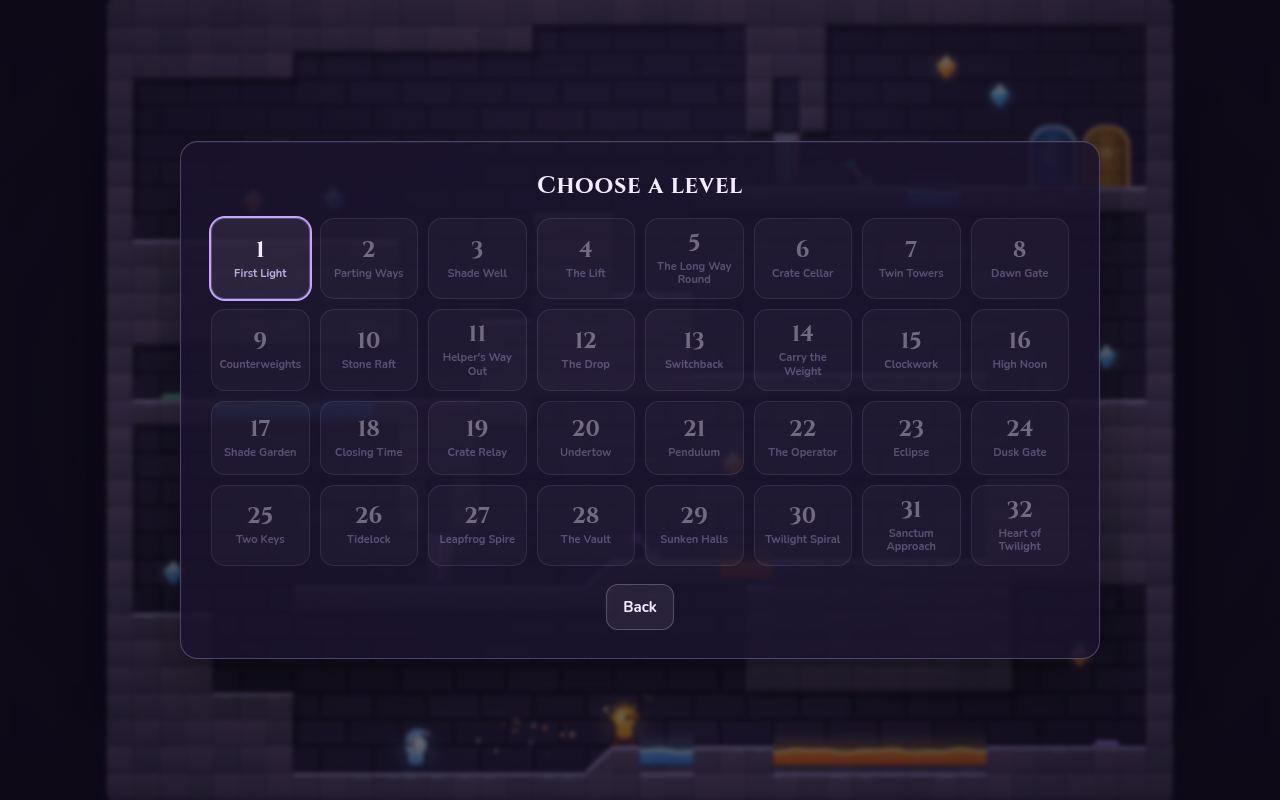 Choose a level
1
First Light
2
Parting Ways
3
Shade Well
4
The Lift
5
The Long Way
Round
6
Crate Cellar
7
Twin Towers
8
Dawn Gate
9
Counterweights
10
Stone Raft
11
Helper's Way
Out
12
The Drop
13
Switchback
14
Carry the
Weight
15
Clockwork
16
High Noon
17
Shade Garden
18
Closing Time
19
Crate Relay
20
Undertow
21
Pendulum
22
The Operator
23
Eclipse
24
Dusk Gate
25
Two Keys
26
Tidelock
27
Leapfrog Spire
28
The Vault
29
Sunken Halls
30
Twilight Spiral
31
Sanctum
Approach
32
Heart of
Twilight
Back